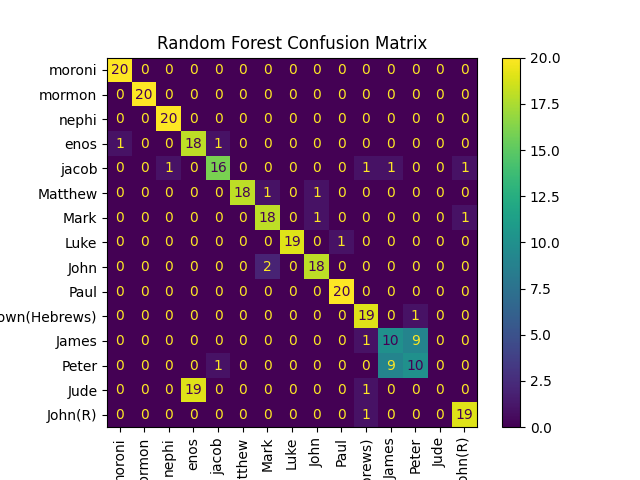 Random Forest Confusion Matrix
moroni 20 0 0 0 0 0 0 0 0 0 0 0 0 0 0
mormon 0 20 0 0 0 0 0 0 0 0 0 0 0 0 0
nephi 0 0 20 0 0 0 0 0 0 0 0 0 0 0 0
enos 1 0 0 18 1 0 0 0 0 0 0 0 0 0 0
jacob 0 0 1 0 16 0 0 0 0 0 1 1 0 0 1
Matthew 0 0 0 0 0 18 1 0 1 0 0 0 0 0 0
Mark 0 0 0 0 0 0 18 0 1 0 0 0 0 0 1
Luke 0 0 0 0 0 0 0 19 0 1 0 0 0 0 0
John 0 0 0 0 0 0 2 0 18 0 0 0 0 0 0
Paul 0 0 0 0 0 0 0 0 0 20 0 0 0 0 0
own(Hebrews) 0 0 0 0 0 0 0 0 0 0 19 0 1 0 0
James 0 0 0 0 0 0 0 0 0 0 1 10 9 0 0
Peter 0 0 0 0 1 0 0 0 0 0 0 9 10 0 0
Jude 0 0 0 19 0 0 0 0 0 0 1 0 0 0 0
John(R) 0 0 0 0 0 0 0 0 0 0 1 0 0 0 19
oroni
rmon
nephi
enos
jacob
tthew
Mark
Luke
John
Paul
rews)
James
Peter
Jude
hn(R)
20.0
17.5
15.0
12.5
10.0
7.5
5.0
2.5
0.0